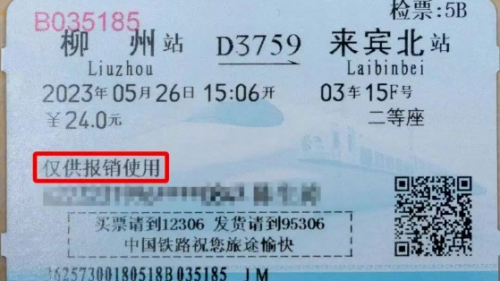 B035185 检票:5B
柳州站 D3759 来宾北站
Liuzhou Laibinbei
2023年05月26日 15:06开 03车15F号
￥24.0元 二等座
仅供报销使用
买票请到12306 发货请到95306
中国铁路祝您旅途愉快
36257300180518B035185 JM